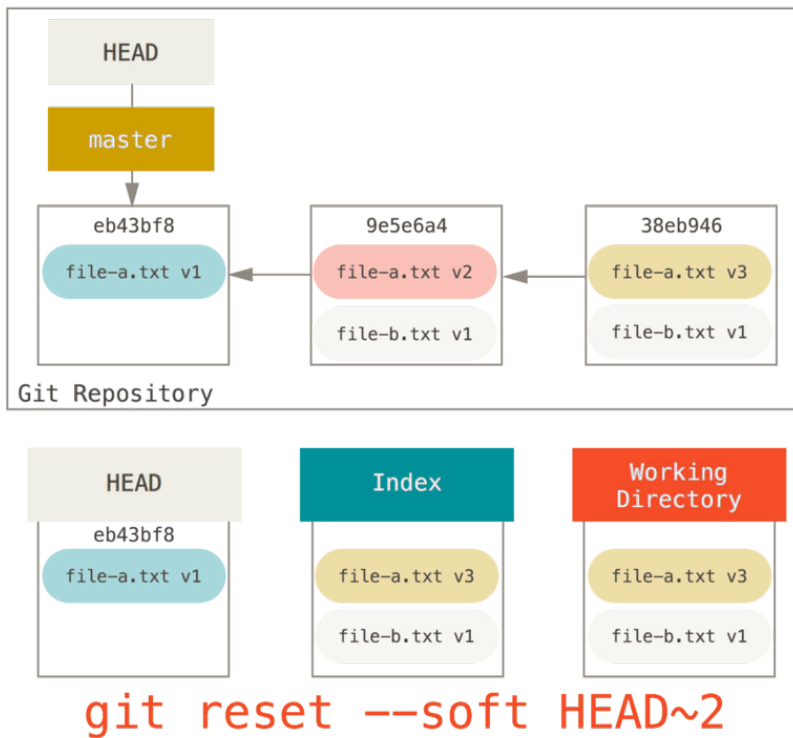 HEAD
master
eb43bf8
9e5e6a4
38eb946
file-a.txt v1
file-a.txt v2
file-a.txt v3
file-b.txt v1
file-b.txt v1
Git Repository
HEAD
Index
Working
Directory
eb43bf8
file-a.txt v1
file-a.txt v3
file-a.txt v3
file-b.txt v1
file-b.txt v1
git reset --soft HEAD~2